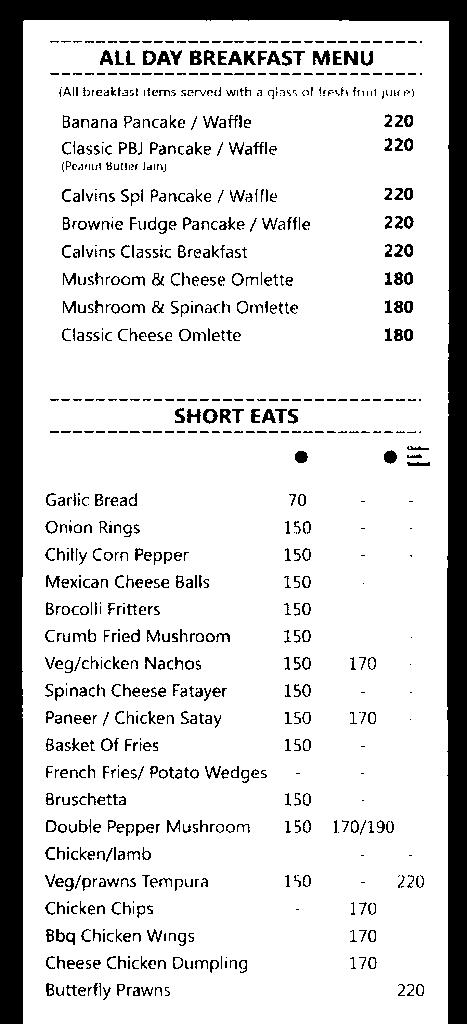 ALL DAY BREAKFAST MENU
(All breakfast items served with a glass of fresh fruit juice)
Banana Pancake / Waffle 220
Classic PBJ Pancake / Waffle 220
(Peanut Butter Jam)
Calvins Spl Pancake / Waffle 220
Brownie Fudge Pancake / Waffle 220
Calvins Classic Breakfast 220
Mushroom & Cheese Omlette 180
Mushroom & Spinach Omlette 180
Classic Cheese Omlette 180
SHORT EATS
Garlic Bread 70 - -
Onion Rings 150 - -
Chilly Corn Pepper 150 - -
Mexican Cheese Balls 150 -
Brocolli Fritters 150
Crumb Fried Mushroom 150 -
Veg/chicken Nachos 150 170 -
Spinach Cheese Fatayer 150 - -
Paneer / Chicken Satay 150 170 -
Basket Of Fries 150 -
French Fries/ Potato Wedges - -
Bruschetta 150 -
Double Pepper Mushroom 150 170/190
Chicken/lamb - -
Veg/prawns Tempura 150 - 220
Chicken Chips - 170
Bbq Chicken Wings 170
Cheese Chicken Dumpling 170
Butterfly Prawns 220